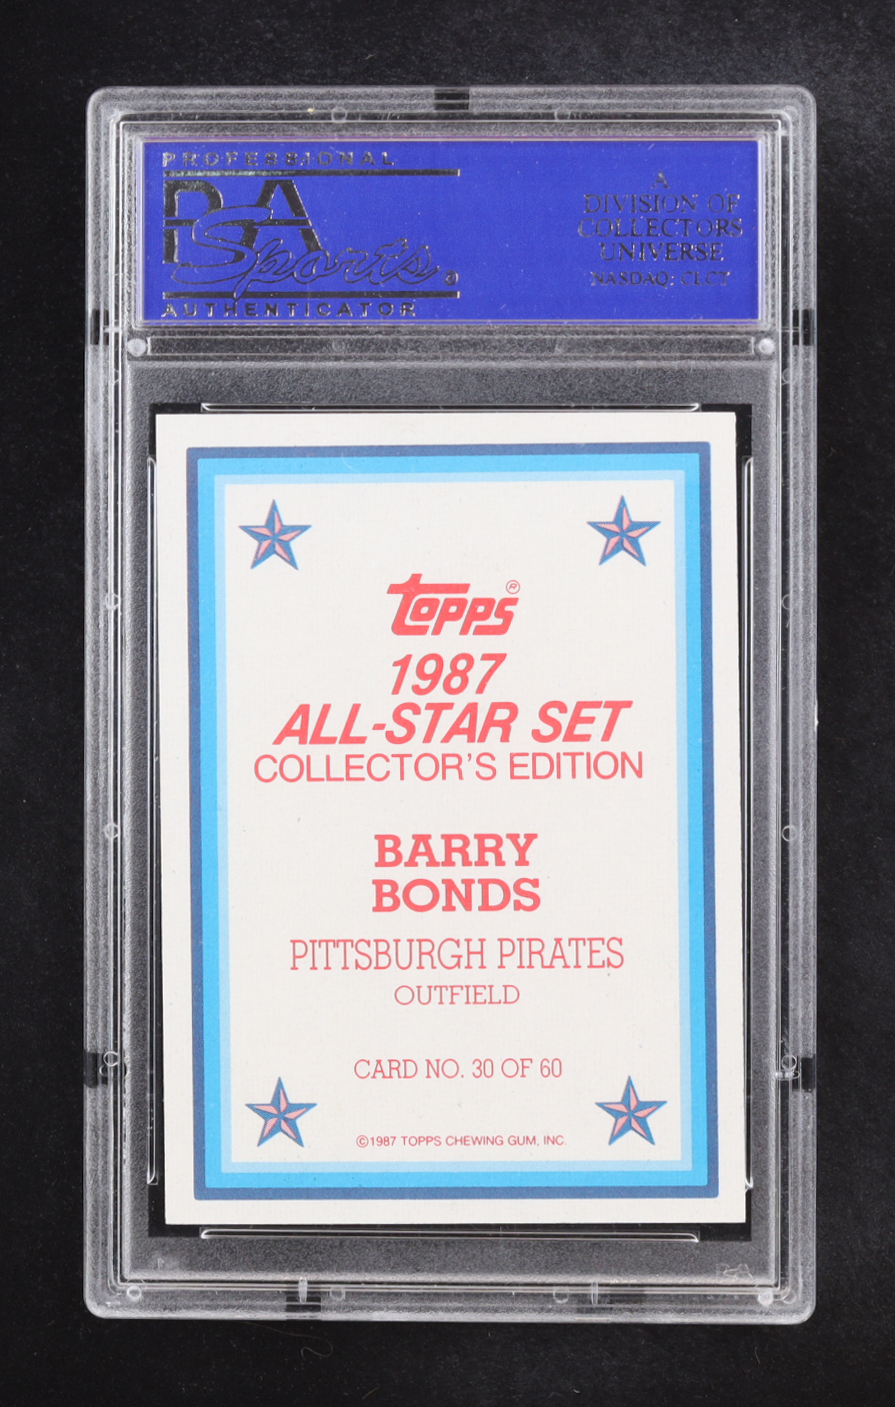 PROFESSIONAL
PSA
Sports®
AUTHENTICATOR
A
DIVISION OF
COLLECTORS
UNIVERSE
NASDAQ: CLCT
TOPPS®
1987
ALL-STAR SET
COLLECTOR'S EDITION
BARRY
BONDS
PITTSBURGH PIRATES
OUTFIELD
CARD NO. 30 OF 60
©1987 TOPPS CHEWING GUM, INC.
PSA